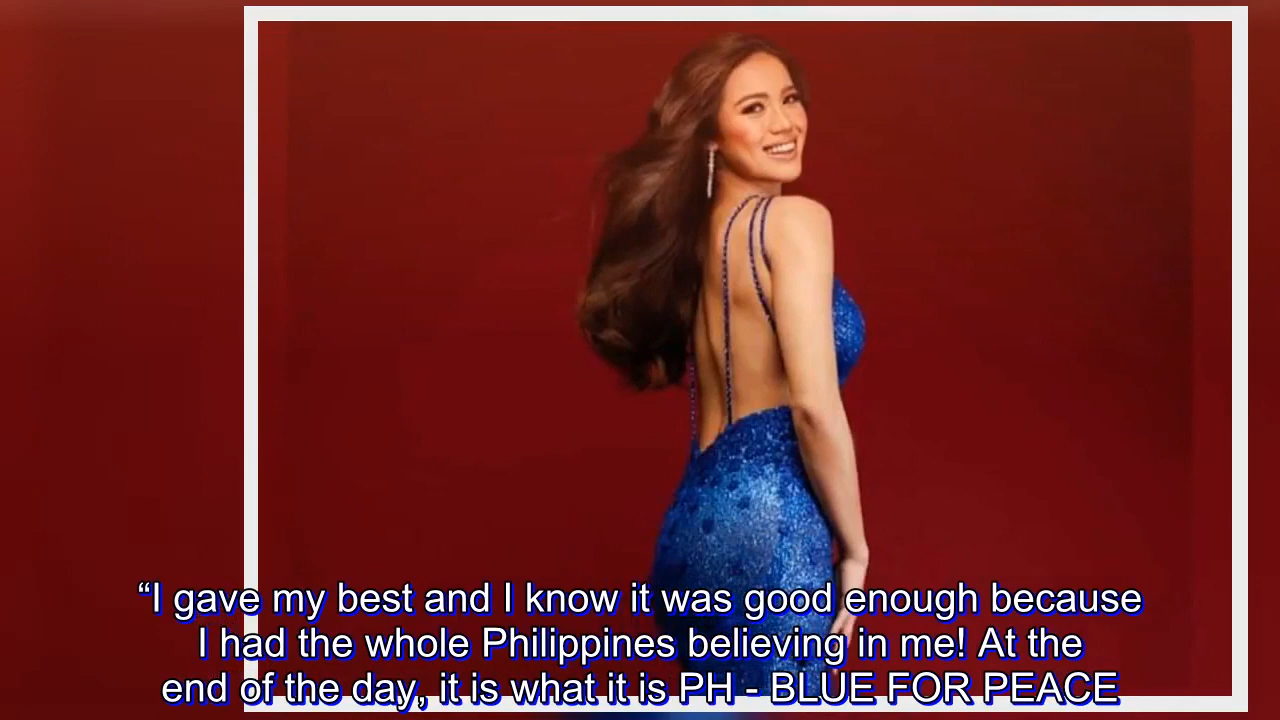 “I gave my best and I know it was good enough because
I had the whole Philippines believing in me! At the
end of the day, it is what it is PH - BLUE FOR PEACE